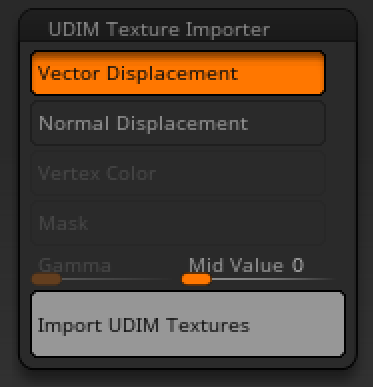 UDIM Texture Importer
Vector Displacement
Normal Displacement
Vertex Color
Mask
Gamma Mid Value 0
Import UDIM Textures